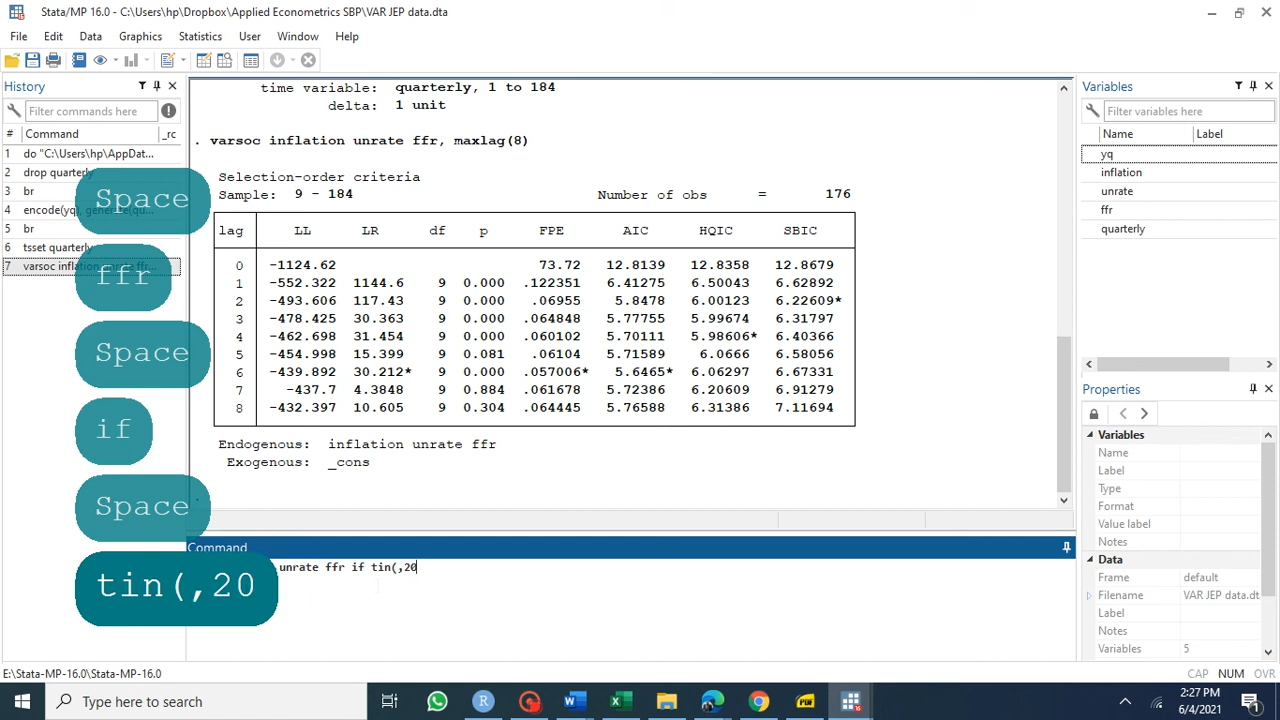 Stata/MP 16.0 - C:\Users\hp\Dropbox\Applied Econometrics SBP\VAR JEP data.dta
File Edit Data Graphics Statistics User Window Help
History
Filter commands here
# Command _rc
1 do "C:\Users\hp\AppDat...
2 drop quarterly
3 br
4 encode(yq), generate(qu...
5 br
6 tsset quarterly
7 varsoc inflation unrate ffr...
Space
ffr
Space
if
Space
tin(,20
time variable: quarterly, 1 to 184
delta: 1 unit
. varsoc inflation unrate ffr, maxlag(8)
Selection-order criteria
Sample: 9 - 184 Number of obs = 176
lag LL LR df p FPE AIC HQIC SBIC
0 -1124.62 73.72 12.8139 12.8358 12.8679
1 -552.322 1144.6 9 0.000 .122351 6.41275 6.50043 6.62892
2 -493.606 117.43 9 0.000 .06955 5.8478 6.00123 6.22609*
3 -478.425 30.363 9 0.000 .064848 5.77755 5.99674 6.31797
4 -462.698 31.454 9 0.000 .060102 5.70111 5.98606* 6.40366
5 -454.998 15.399 9 0.081 .06104 5.71589 6.0666 6.58056
6 -439.892 30.212* 9 0.000 .057006* 5.6465* 6.06297 6.67331
7 -437.7 4.3848 9 0.884 .061678 5.72386 6.20609 6.91279
8 -432.397 10.605 9 0.304 .064445 5.76588 6.31386 7.11694
Endogenous: inflation unrate ffr
Exogenous: _cons
.
Command
unrate ffr if tin(,20
Variables
Filter variables here
Name Label
yq
inflation
unrate
ffr
quarterly
Properties
Variables
Name
Label
Type
Format
Value label
Notes
Data
Frame default
Filename VAR JEP data.dt
Label
Notes
Variables 5
E:\Stata-MP-16.0\Stata-MP-16.0
CAP NUM OVR
Type here to search
2:27 PM
6/4/2021